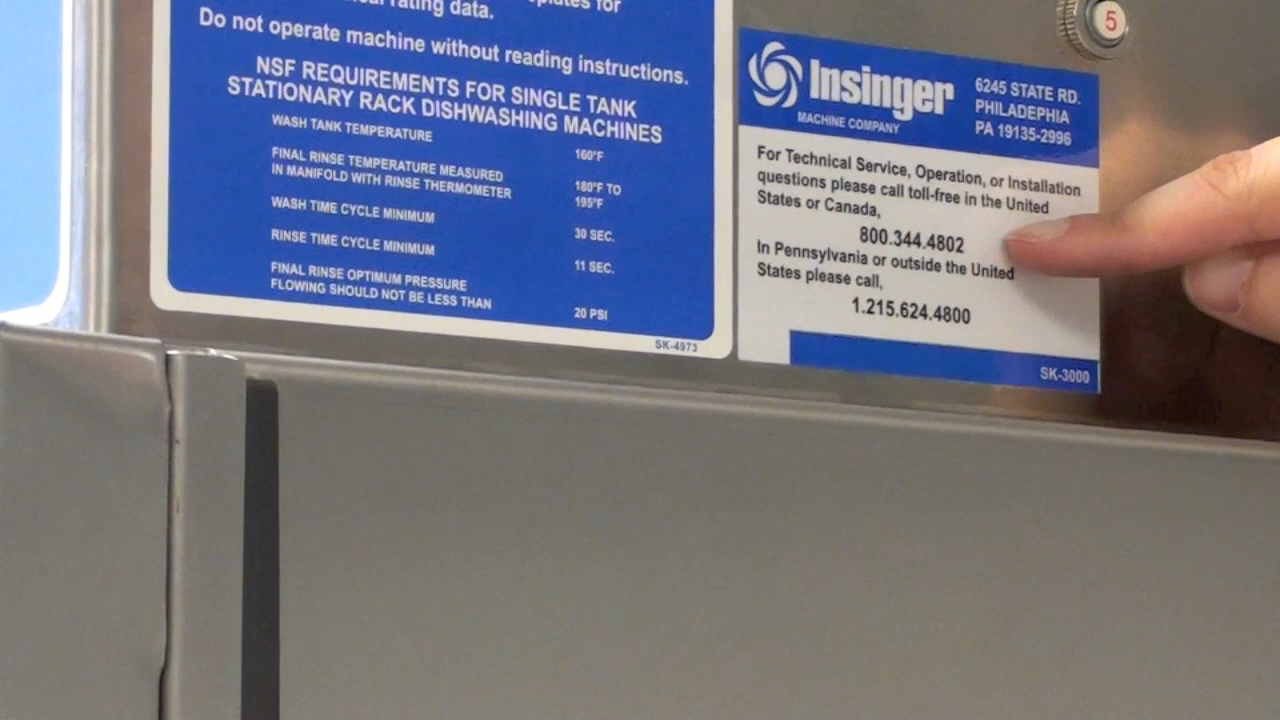 rating data.
for
Do not operate machine without reading instructions.
NSF REQUIREMENTS FOR SINGLE TANK
STATIONARY RACK DISHWASHING MACHINES
WASH TANK TEMPERATURE 160°F
FINAL RINSE TEMPERATURE MEASURED
IN MANIFOLD WITH RINSE THERMOMETER 180°F TO
195°F
WASH TIME CYCLE MINIMUM 30 SEC.
RINSE TIME CYCLE MINIMUM 11 SEC.
FINAL RINSE OPTIMUM PRESSURE
FLOWING SHOULD NOT BE LESS THAN 20 PSI
SK-4973
Insinger
MACHINE COMPANY
6245 STATE RD.
PHILADEPHIA
PA 19135-2996
For Technical Service, Operation, or Installation
questions please call toll-free in the United
States or Canada,
800.344.4802
In Pennsylvania or outside the United
States please call,
1.215.624.4800
SK-3000
5